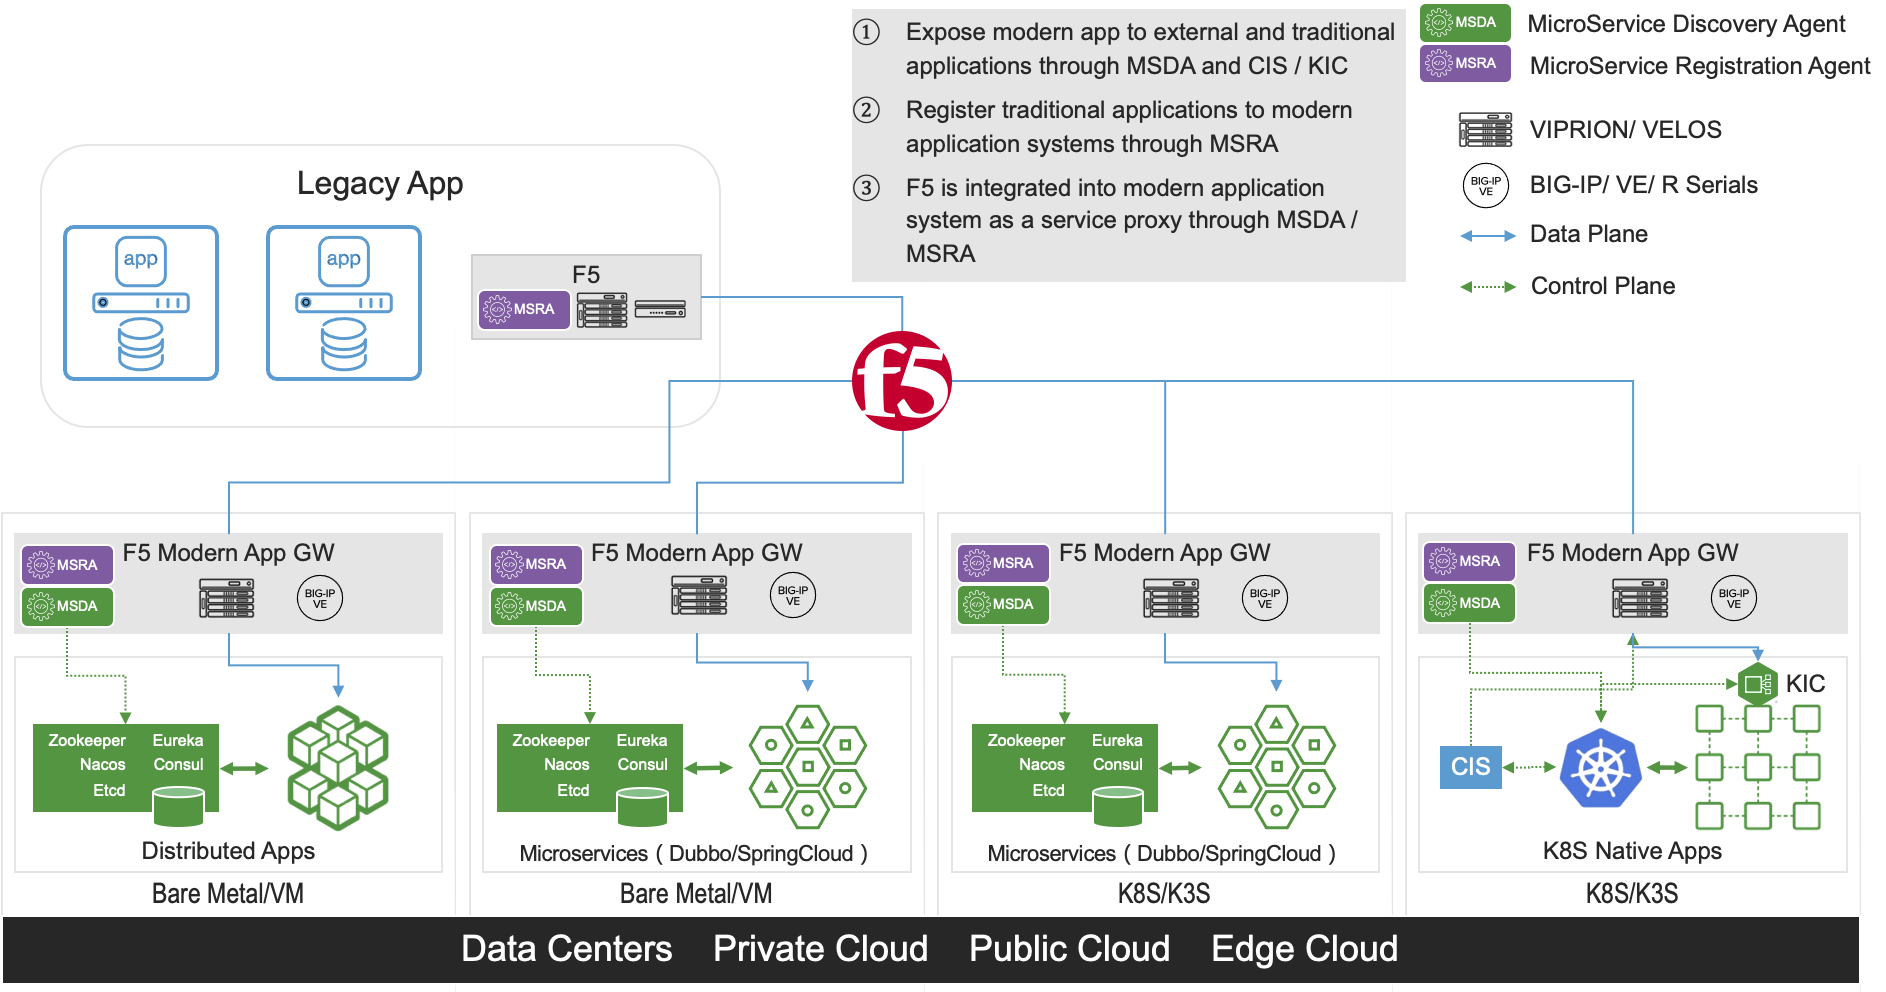 ① Expose modern app to external and traditional
applications through MSDA and CIS / KIC
② Register traditional applications to modern
application systems through MSRA
③ F5 is integrated into modern application
system as a service proxy through MSDA /
MSRA
MSDA MicroService Discovery Agent
MSRA MicroService Registration Agent
VIPRION/ VELOS
BIG-IP
VE
BIG-IP/ VE/ R Serials
Data Plane
Control Plane
Legacy App
app
app
F5
MSRA
f5
F5 Modern App GW
MSRA
MSDA
BIG-IP
VE
Zookeeper Eureka
Nacos Consul
Etcd
Distributed Apps
Bare Metal/VM
F5 Modern App GW
MSRA
MSDA
BIG-IP
VE
Zookeeper Eureka
Nacos Consul
Etcd
Microservices ( Dubbo/SpringCloud )
Bare Metal/VM
F5 Modern App GW
MSRA
MSDA
BIG-IP
VE
Zookeeper Eureka
Nacos Consul
Etcd
Microservices ( Dubbo/SpringCloud )
K8S/K3S
F5 Modern App GW
MSRA
MSDA
BIG-IP
VE
KIC
CIS
K8S Native Apps
K8S/K3S
Data Centers Private Cloud Public Cloud Edge Cloud